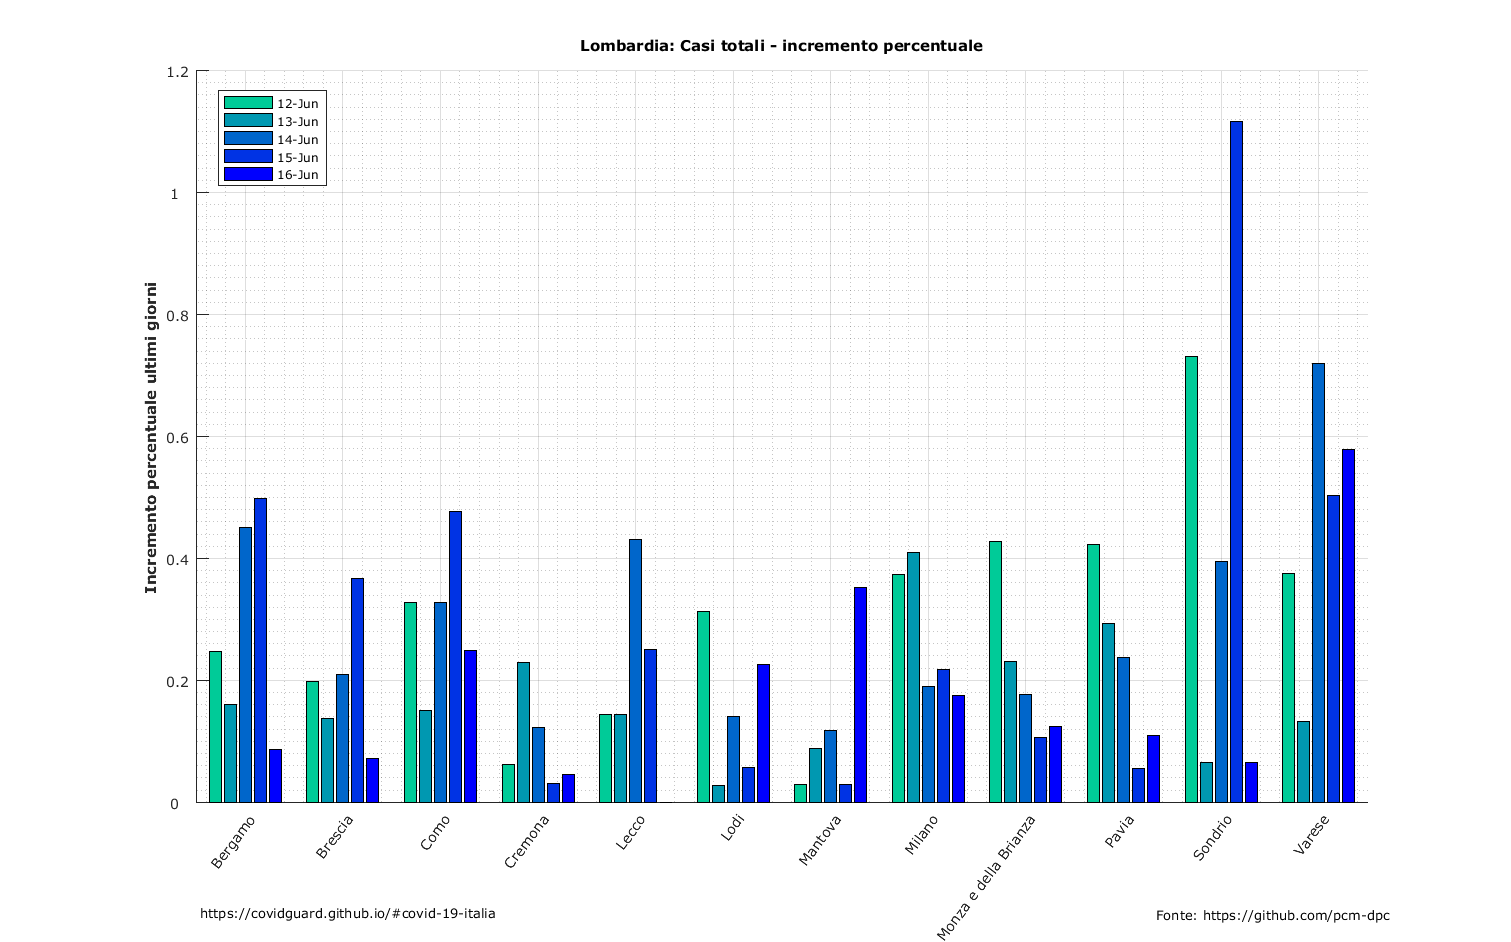 Lombardia: Casi totali - incremento percentuale
12-Jun
13-Jun
14-Jun
15-Jun
16-Jun
Incremento percentuale ultimi giorni
1.2
1
0.8
0.6
0.4
0.2
0
Bergamo
Brescia
Como
Cremona
Lecco
Lodi
Mantova
Milano
Monza e della Brianza
Pavia
Sondrio
Varese
https://covidguard.github.io/#covid-19-italia
Fonte: https://github.com/pcm-dpc